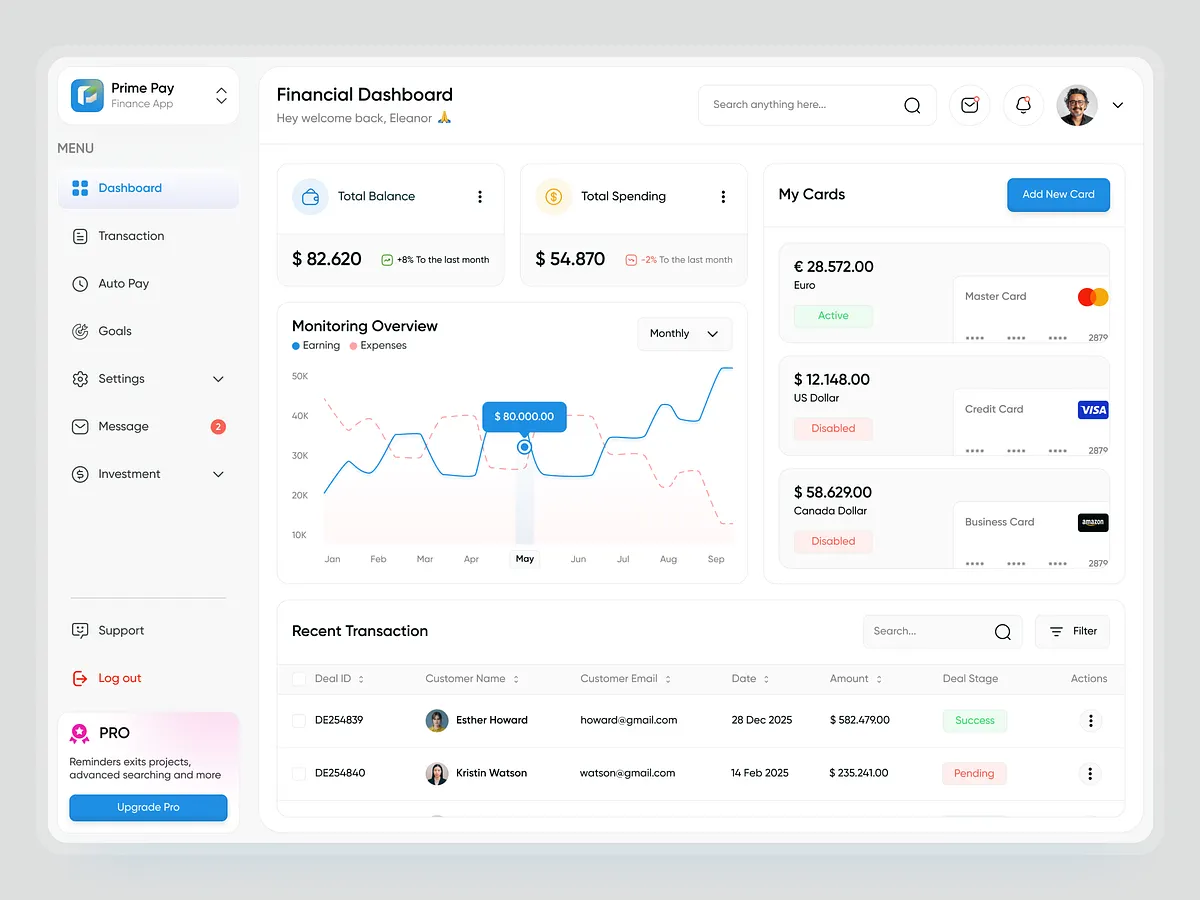 Prime Pay
Finance App
MENU
Dashboard
Transaction
Auto Pay
Goals
Settings
Message 2
Investment
Support
Log out
PRO
Reminders exits projects,
advanced searching and more
Upgrade Pro
Financial Dashboard
Hey welcome back, Eleanor 🙏
Search anything here...
Total Balance
$ 82.620 +8% To the last month
Total Spending
$ 54.870 -2% To the last month
Monitoring Overview
Earning Expenses
Monthly
50K
40K
30K
20K
10K
$ 80.000.00
Jan Feb Mar Apr May Jun Jul Aug Sep
My Cards
Add New Card
€ 28.572.00
Euro
Active
Master Card
•••• •••• •••• 2879
$ 12.148.00
US Dollar
Disabled
Credit Card
VISA
•••• •••• •••• 2879
$ 58.629.00
Canada Dollar
Disabled
Business Card
amazon
•••• •••• •••• 2879
Recent Transaction
Search...
Filter
Deal ID Customer Name Customer Email Date Amount Deal Stage Actions
DE254839 Esther Howard howard@gmail.com 28 Dec 2025 $ 582.479.00 Success
DE254840 Kristin Watson watson@gmail.com 14 Feb 2025 $ 235.241.00 Pending